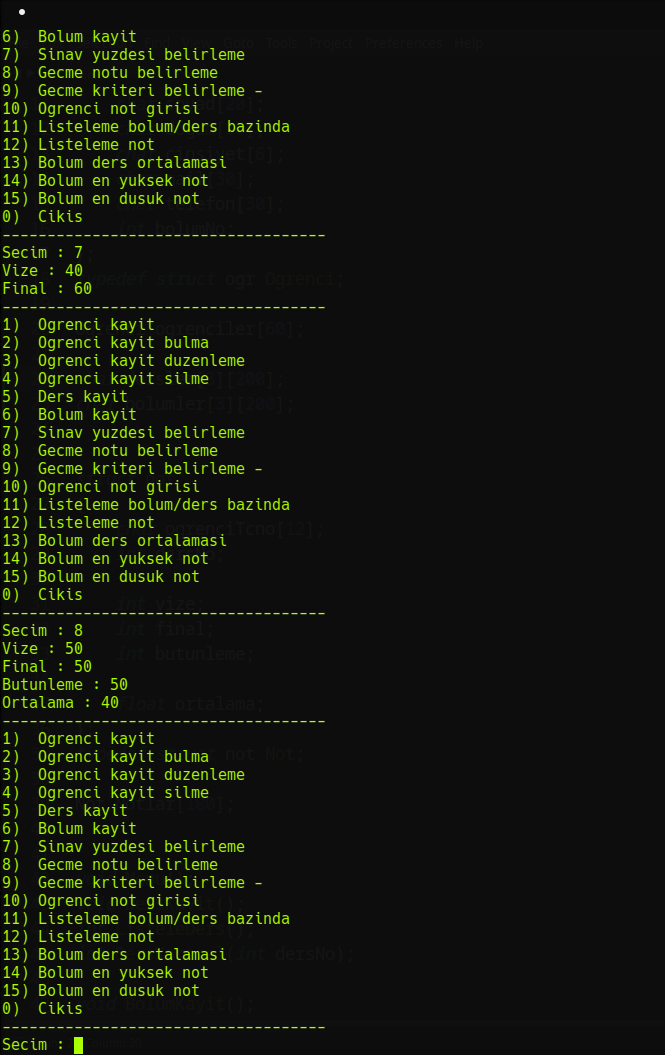 6)  Bolum kayit
7)  Sinav yuzdesi belirleme
8)  Gecme notu belirleme
9)  Gecme kriteri belirleme -
10) Ogrenci not girisi
11) Listeleme bolum/ders bazinda
12) Listeleme not
13) Bolum ders ortalamasi
14) Bolum en yuksek not
15) Bolum en dusuk not
0)  Cikis
------------------------------------
Secim : 7
Vize : 40
Final : 60
------------------------------------
1)  Ogrenci kayit
2)  Ogrenci kayit bulma
3)  Ogrenci kayit duzenleme
4)  Ogrenci kayit silme
5)  Ders kayit
6)  Bolum kayit
7)  Sinav yuzdesi belirleme
8)  Gecme notu belirleme
9)  Gecme kriteri belirleme -
10) Ogrenci not girisi
11) Listeleme bolum/ders bazinda
12) Listeleme not
13) Bolum ders ortalamasi
14) Bolum en yuksek not
15) Bolum en dusuk not
0)  Cikis
------------------------------------
Secim : 8
Vize : 50
Final : 50
Butunleme : 50
Ortalama : 40
------------------------------------
1)  Ogrenci kayit
2)  Ogrenci kayit bulma
3)  Ogrenci kayit duzenleme
4)  Ogrenci kayit silme
5)  Ders kayit
6)  Bolum kayit
7)  Sinav yuzdesi belirleme
8)  Gecme notu belirleme
9)  Gecme kriteri belirleme -
10) Ogrenci not girisi
11) Listeleme bolum/ders bazinda
12) Listeleme not
13) Bolum ders ortalamasi
14) Bolum en yuksek not
15) Bolum en dusuk not
0)  Cikis
------------------------------------
Secim :